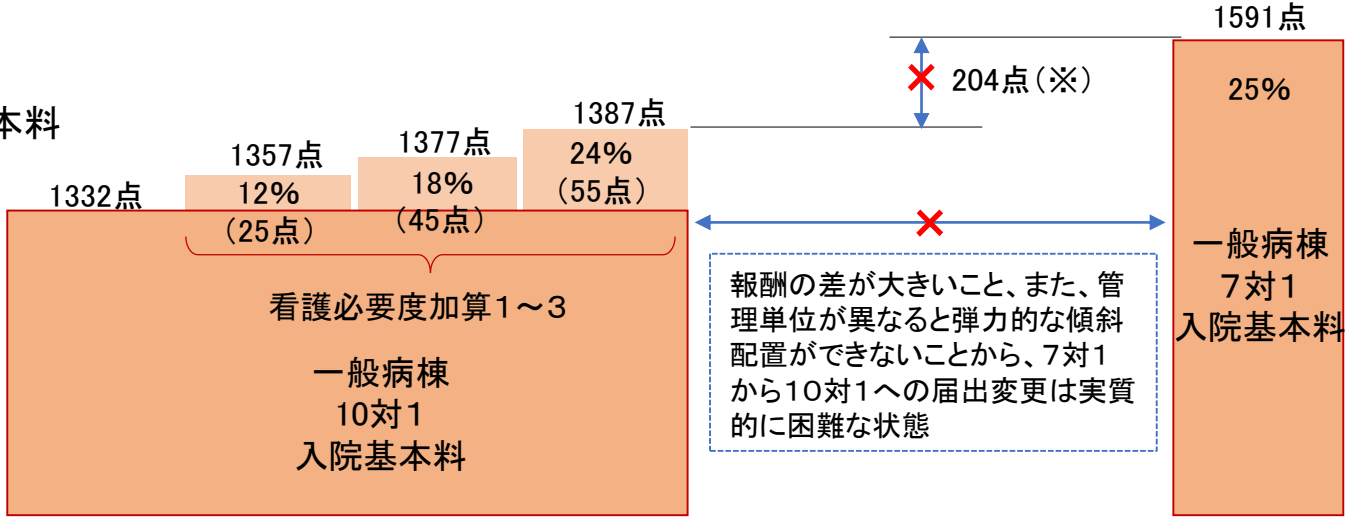 1591点
204点（※）
25%
本料
1387点
1377点
1357点
1332点
24%
（55点）
18%
（45点）
12%
（25点）
看護必要度加算１～３
一般病棟
10対１
入院基本料
報酬の差が大きいこと、また、管
理単位が異なると弾力的な傾斜
配置ができないことから、７対１
から１０対１への届出変更は実質
的に困難な状態
一般病棟
７対１
入院基本料